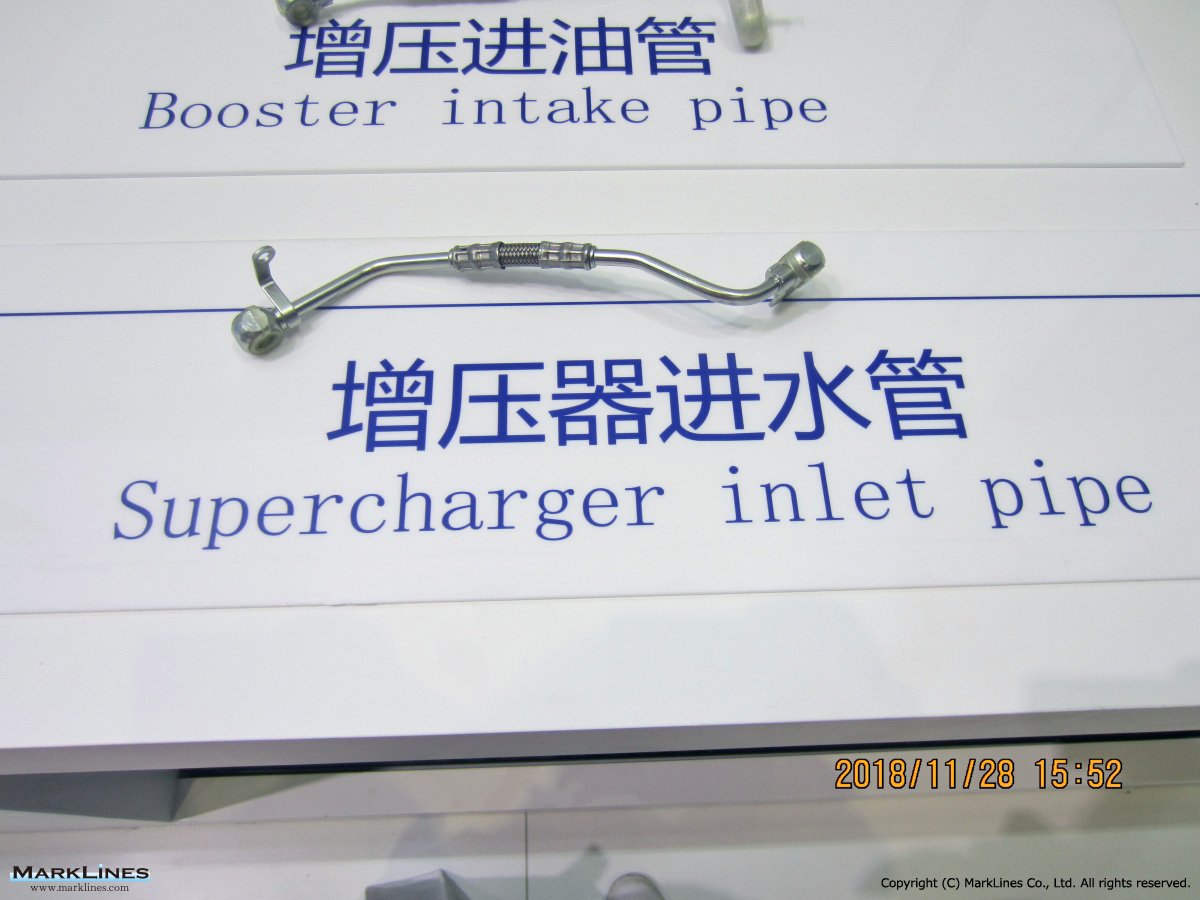 增压进油管
Booster intake pipe
增压器进水管
Supercharger inlet pipe
2018/11/28 15:52
MARKLINES
www.marklines.com
Copyright (C) MarkLines Co., Ltd. All rights reserved.